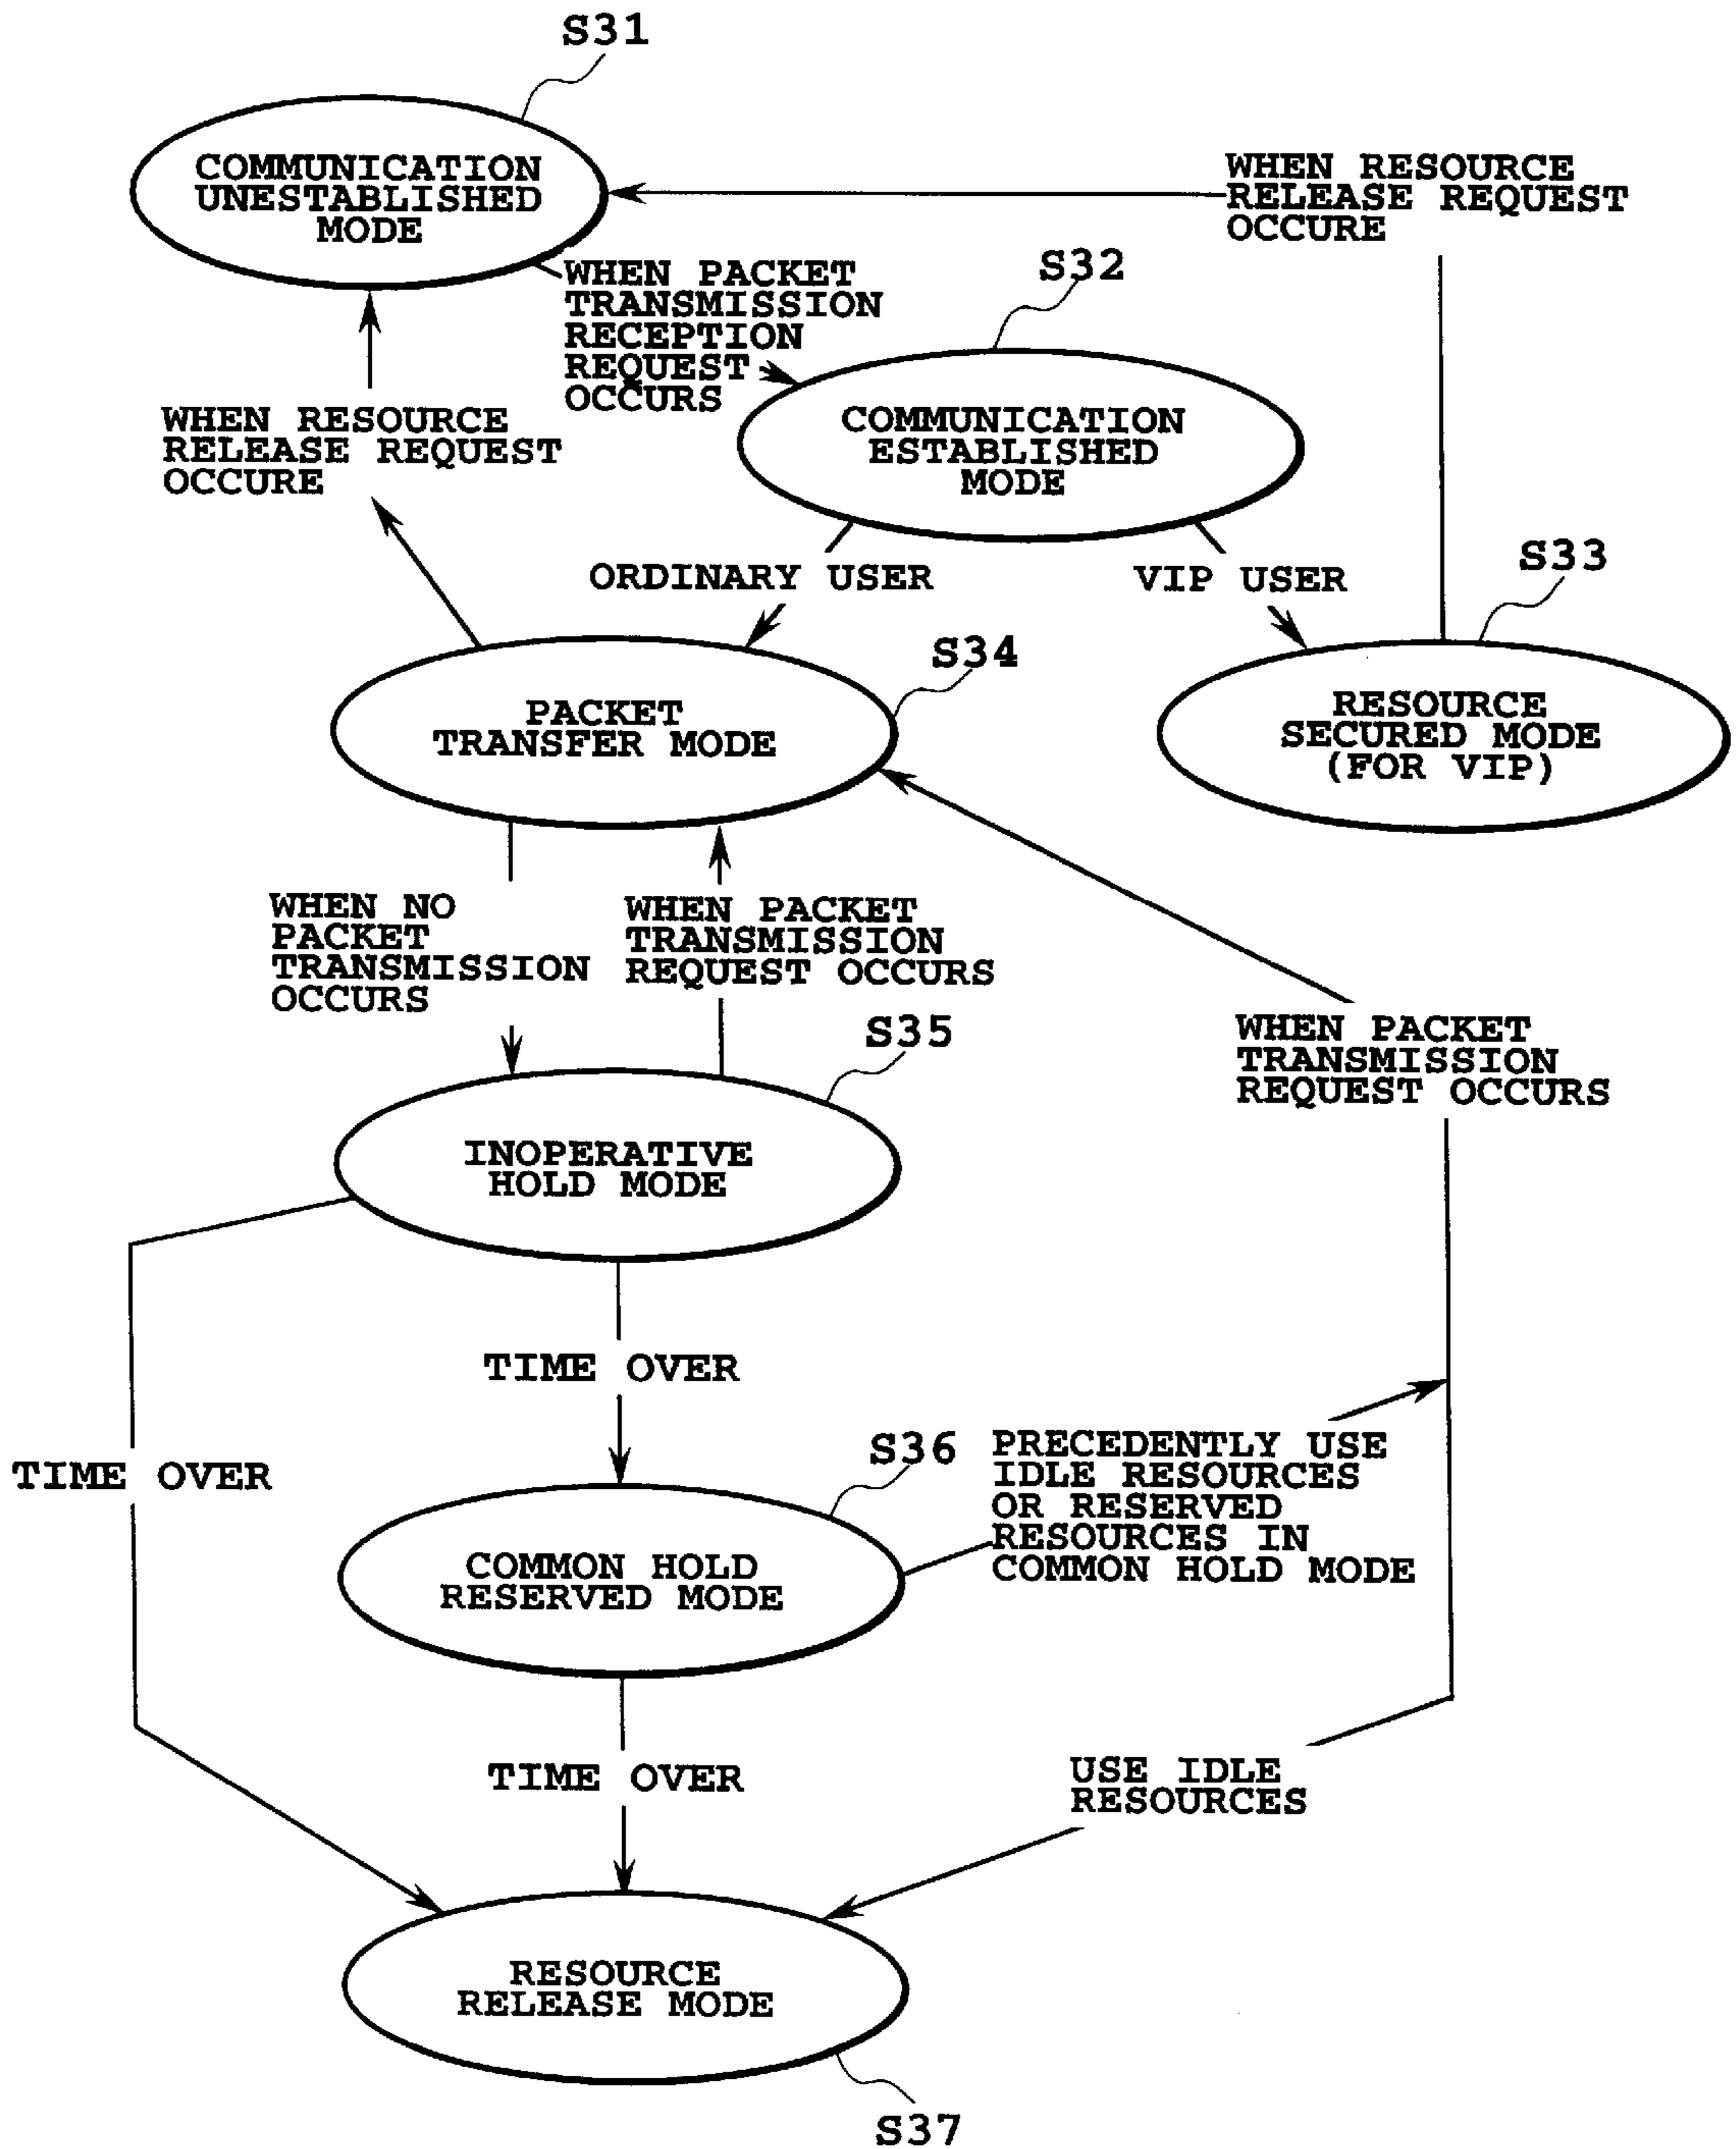 S31
COMMUNICATION
UNESTABLISHED
MODE
WHEN RESOURCE
RELEASE REQUEST
OCCURE
WHEN PACKET
TRANSMISSION
RECEPTION
REQUEST
OCCURS
S32
COMMUNICATION
ESTABLISHED
MODE
WHEN RESOURCE
RELEASE REQUEST
OCCURE
ORDINARY USER
VIP USER
S33
S34
PACKET
TRANSFER MODE
RESOURCE
SECURED MODE
(FOR VIP)
WHEN NO
PACKET
TRANSMISSION
OCCURS
WHEN PACKET
TRANSMISSION
REQUEST OCCURS
WHEN PACKET
TRANSMISSION
REQUEST OCCURS
S35
INOPERATIVE
HOLD MODE
TIME OVER
TIME OVER
S36
PRECEDENTLY USE
IDLE RESOURCES
OR RESERVED
RESOURCES IN
COMMON HOLD MODE
COMMON HOLD
RESERVED MODE
TIME OVER
USE IDLE
RESOURCES
RESOURCE
RELEASE MODE
S37